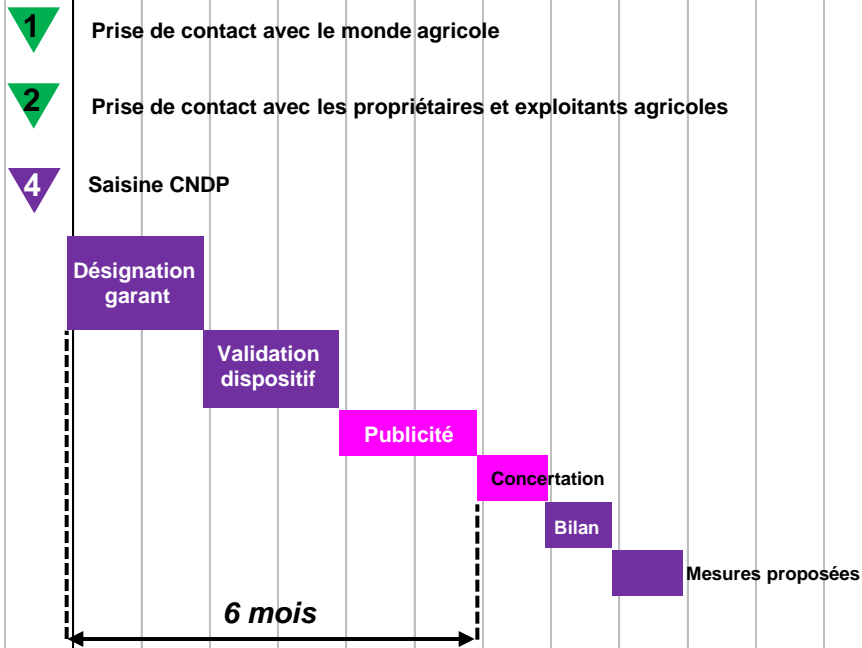 1 Prise de contact avec le monde agricole
2 Prise de contact avec les propriétaires et exploitants agricoles
4 Saisine CNDP
Désignation
garant
Validation
dispositif
Publicité
Concertation
Bilan
Mesures proposées
6 mois